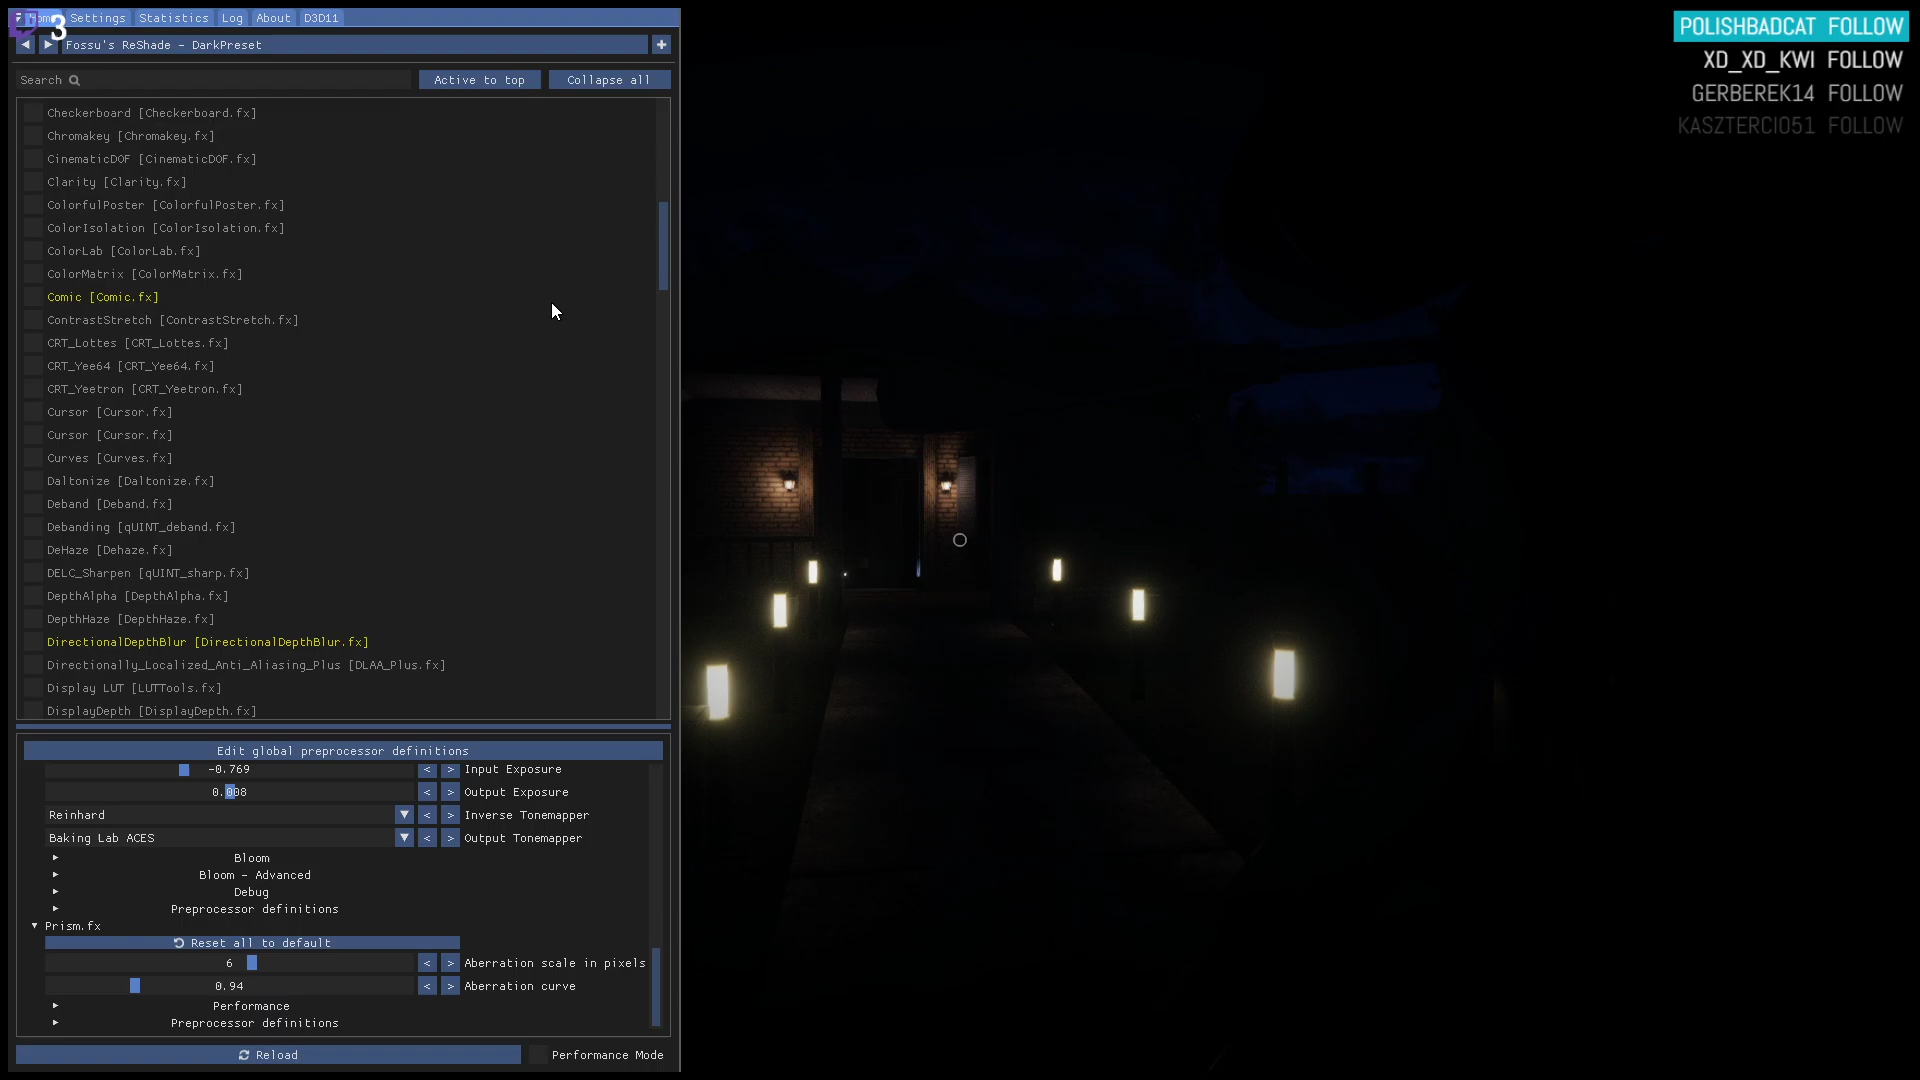 Home Settings Statistics Log About D3D11
3
Fossu's ReShade - DarkPreset
+
Search Active to top Collapse all
Checkerboard [Checkerboard.fx]
Chromakey [Chromakey.fx]
CinematicDOF [CinematicDOF.fx]
Clarity [Clarity.fx]
ColorfulPoster [ColorfulPoster.fx]
ColorIsolation [ColorIsolation.fx]
ColorLab [ColorLab.fx]
ColorMatrix [ColorMatrix.fx]
Comic [Comic.fx]
ContrastStretch [ContrastStretch.fx]
CRT_Lottes [CRT_Lottes.fx]
CRT_Yee64 [CRT_Yee64.fx]
CRT_Yeetron [CRT_Yeetron.fx]
Cursor [Cursor.fx]
Cursor [Cursor.fx]
Curves [Curves.fx]
Daltonize [Daltonize.fx]
Deband [Deband.fx]
Debanding [qUINT_deband.fx]
DeHaze [Dehaze.fx]
DELC_Sharpen [qUINT_sharp.fx]
DepthAlpha [DepthAlpha.fx]
DepthHaze [DepthHaze.fx]
DirectionalDepthBlur [DirectionalDepthBlur.fx]
Directionally_Localized_Anti_Aliasing_Plus [DLAA_Plus.fx]
Display LUT [LUTTools.fx]
DisplayDepth [DisplayDepth.fx]
Edit global preprocessor definitions
-0.769 < > Input Exposure
0.008 < > Output Exposure
Reinhard < > Inverse Tonemapper
Baking Lab ACES < > Output Tonemapper
Bloom
Bloom - Advanced
Debug
Preprocessor definitions
Prism.fx
Reset all to default
6 < > Aberration scale in pixels
0.94 < > Aberration curve
Performance
Preprocessor definitions
Reload Performance Mode
POLISHBADCAT FOLLOW
XD_XD_KWI FOLLOW
GERBEREK14 FOLLOW
KASZTERCIO51 FOLLOW